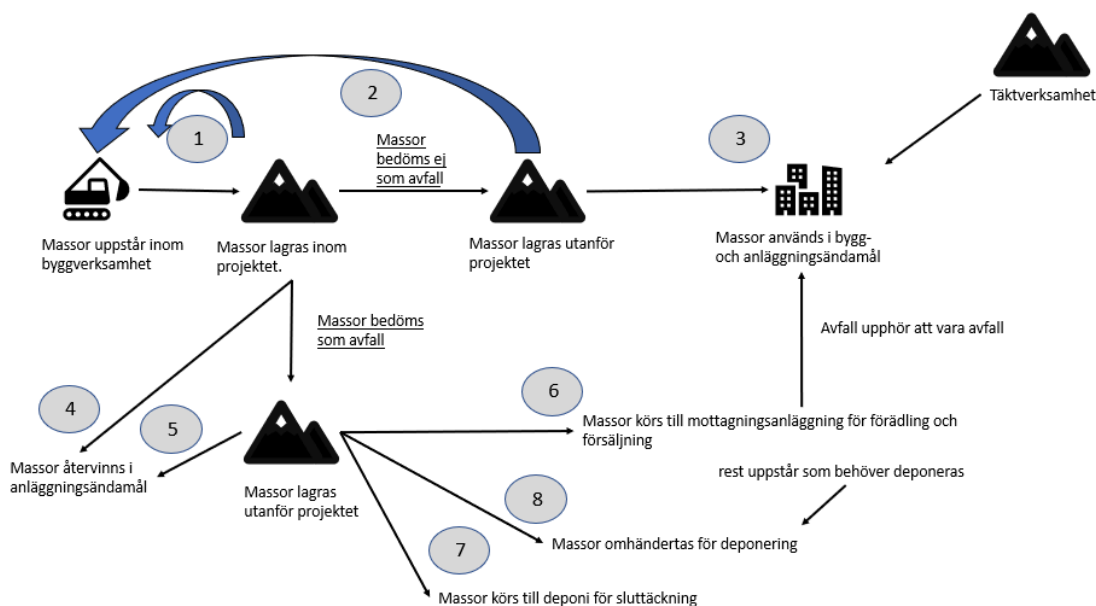 Täktverksamhet
2
1
3
Massor
bedöms ej
som avfall
Massor uppstår inom
byggverksamhet
Massor lagras inom
projektet.
Massor lagras utanför
projektet
Massor används i bygg-
och anläggningsändamål
Massor bedöms
som avfall
Avfall upphör att vara avfall
4
5
6
Massor återvinns i
anläggningsändamål
Massor lagras
utanför projektet
Massor körs till mottagningsanläggning för förädling och
försäljning
rest uppstår som behöver deponeras
8
7
Massor omhändertas för deponering
Massor körs till deponi för sluttäckning